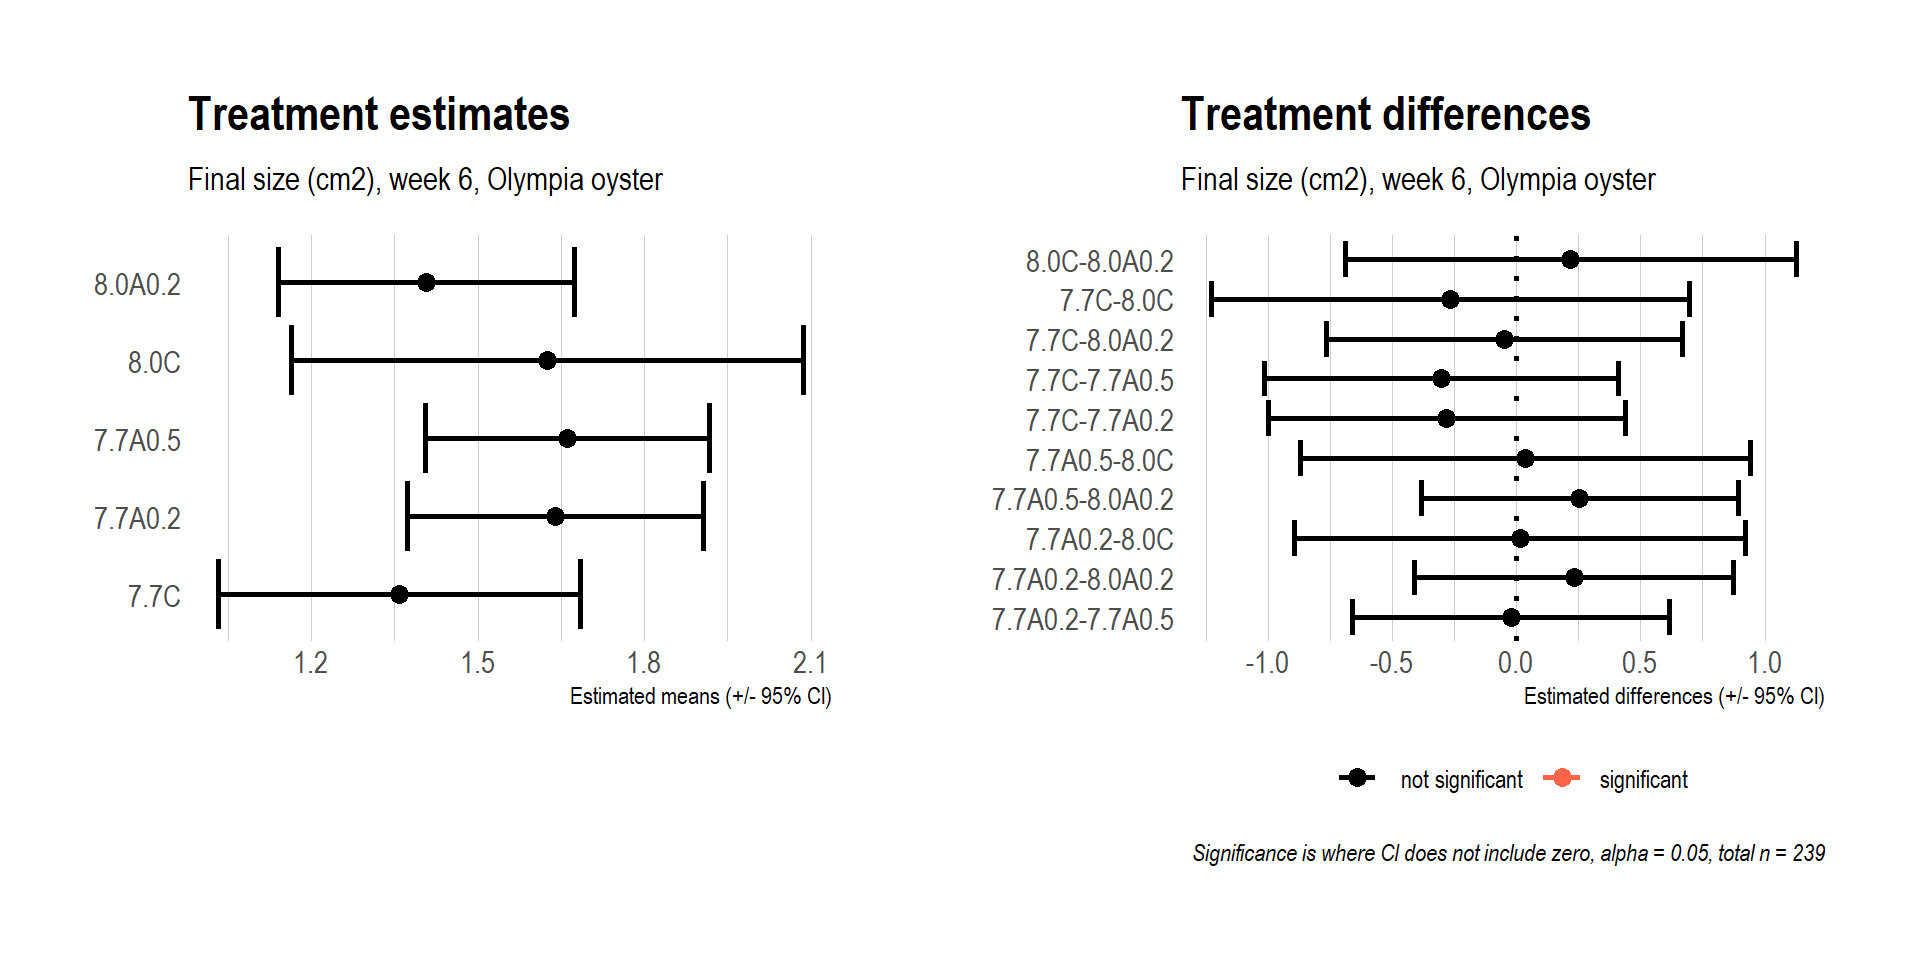 Treatment estimates
Final size (cm2), week 6, Olympia oyster
8.0A0.2
8.0C
7.7A0.5
7.7A0.2
7.7C
1.2 1.5 1.8 2.1
Estimated means (+/- 95% CI)
Treatment differences
Final size (cm2), week 6, Olympia oyster
8.0C-8.0A0.2
7.7C-8.0C
7.7C-8.0A0.2
7.7C-7.7A0.5
7.7C-7.7A0.2
7.7A0.5-8.0C
7.7A0.5-8.0A0.2
7.7A0.2-8.0C
7.7A0.2-8.0A0.2
7.7A0.2-7.7A0.5
-1.0 -0.5 0.0 0.5 1.0
Estimated differences (+/- 95% CI)
not significant significant
Significance is where CI does not include zero, alpha = 0.05, total n = 239